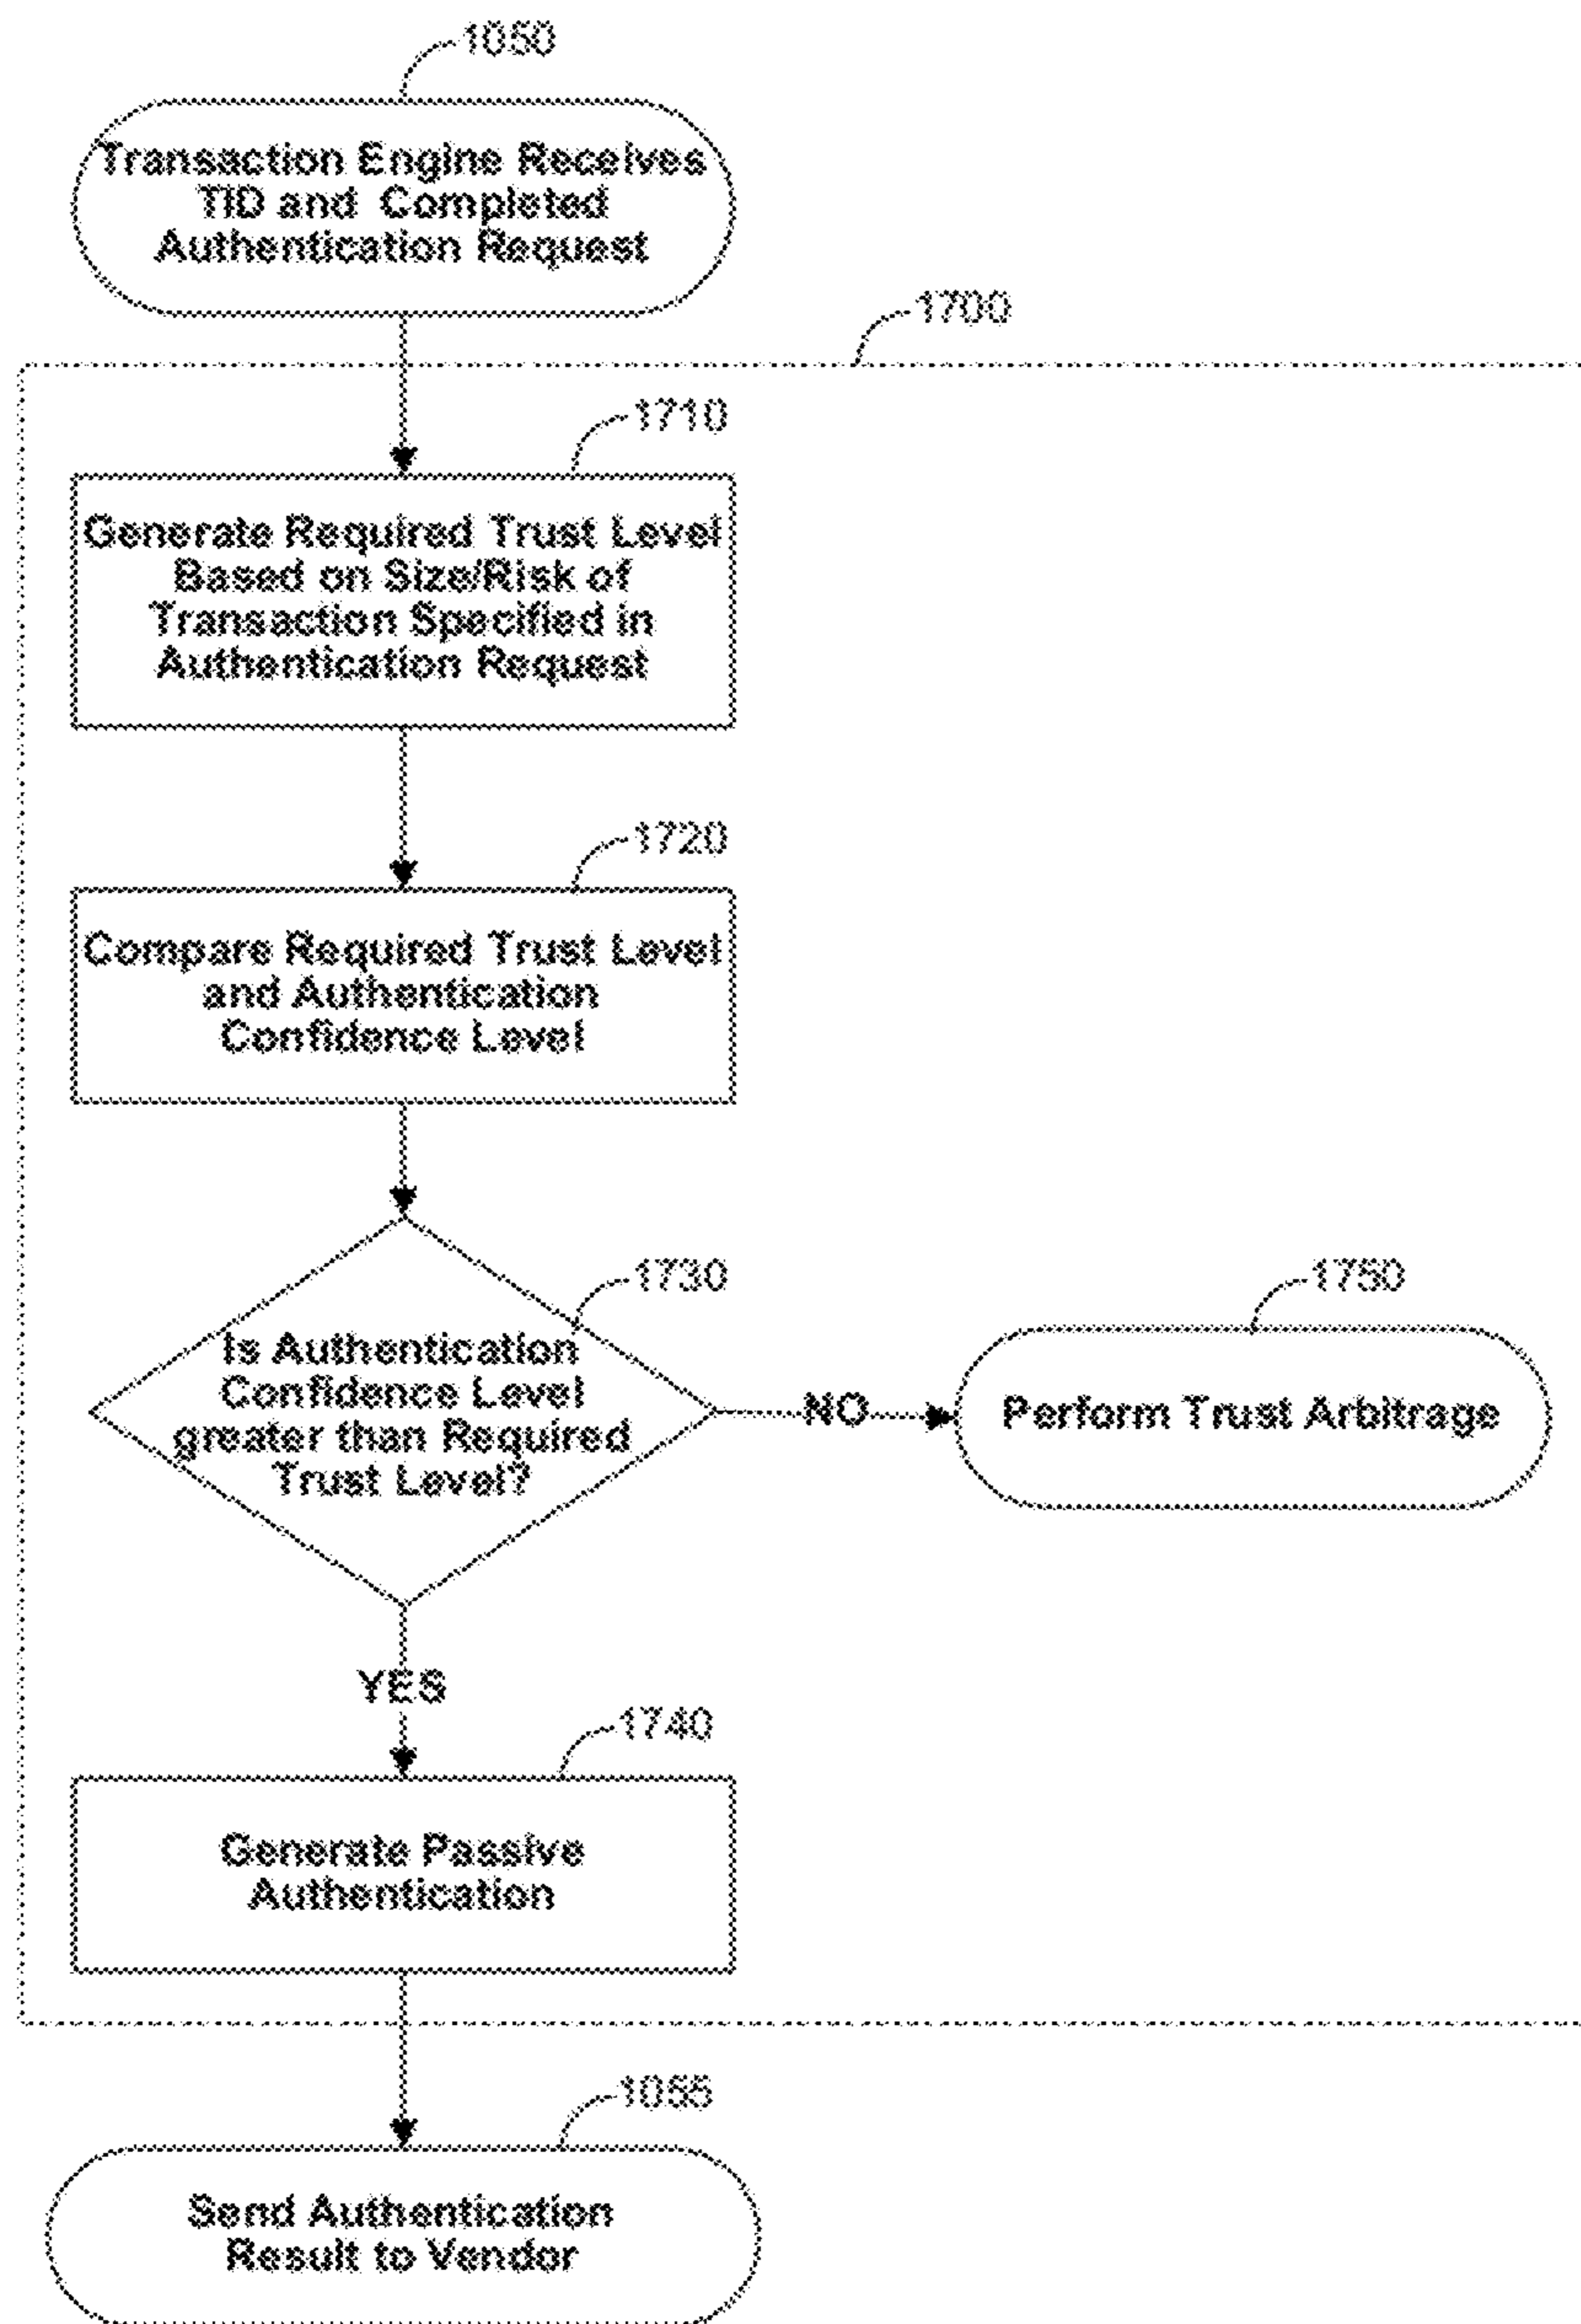 1050
Transaction Engine Receives
TID and Completed
Authentication Request
1700
1710
Generate Required Trust Level
Based on Size/Risk of
Transaction Specified in
Authentication Request
1720
Compare Required Trust Level
and Authentication
Confidence Level
1730
Is Authentication
Confidence Level
greater than Required
Trust Level?
NO
1750
Perform Trust Arbitrage
YES
1740
Generate Passive
Authentication
1055
Send Authentication
Result to Vendor